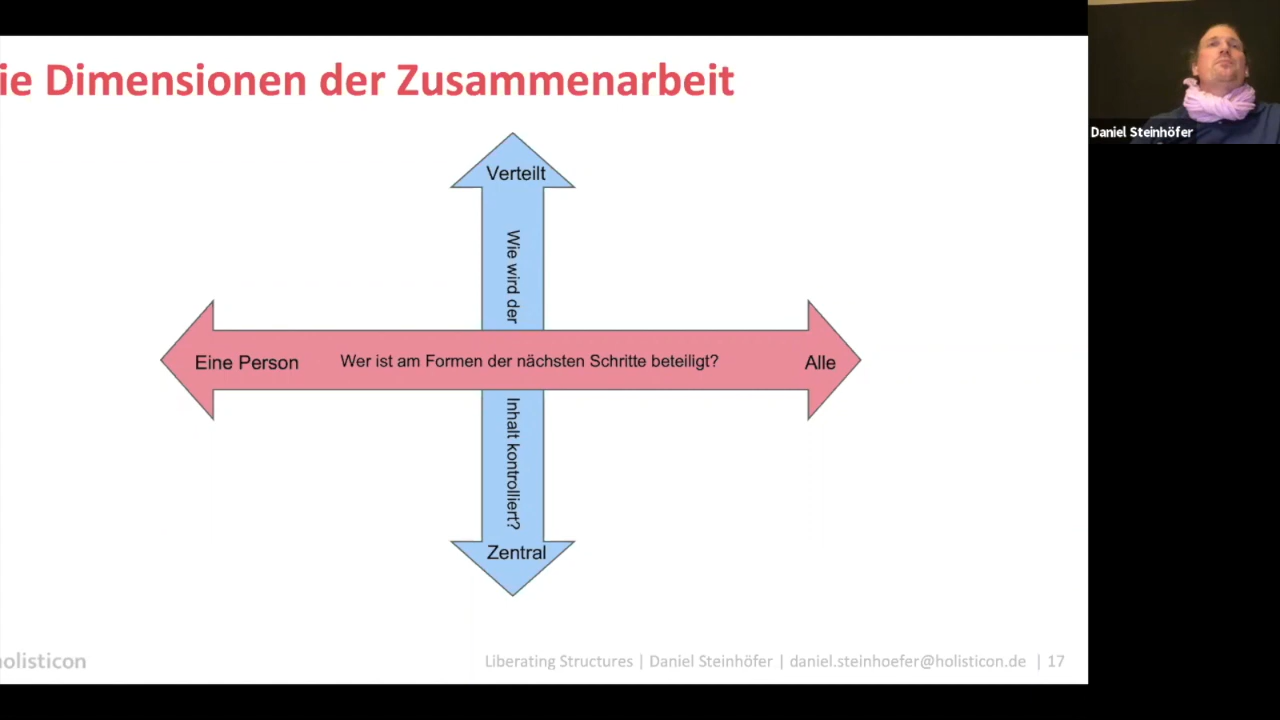 ie Dimensionen der Zusammenarbeit
Daniel Steinhöfer
Verteilt
Wie wird der
Eine Person
Wer ist am Formen der nächsten Schritte beteiligt?
Alle
Inhalt kontrolliert?
Zentral
holisticon
Liberating Structures | Daniel Steinhöfer | daniel.steinhoefer@holisticon.de | 17